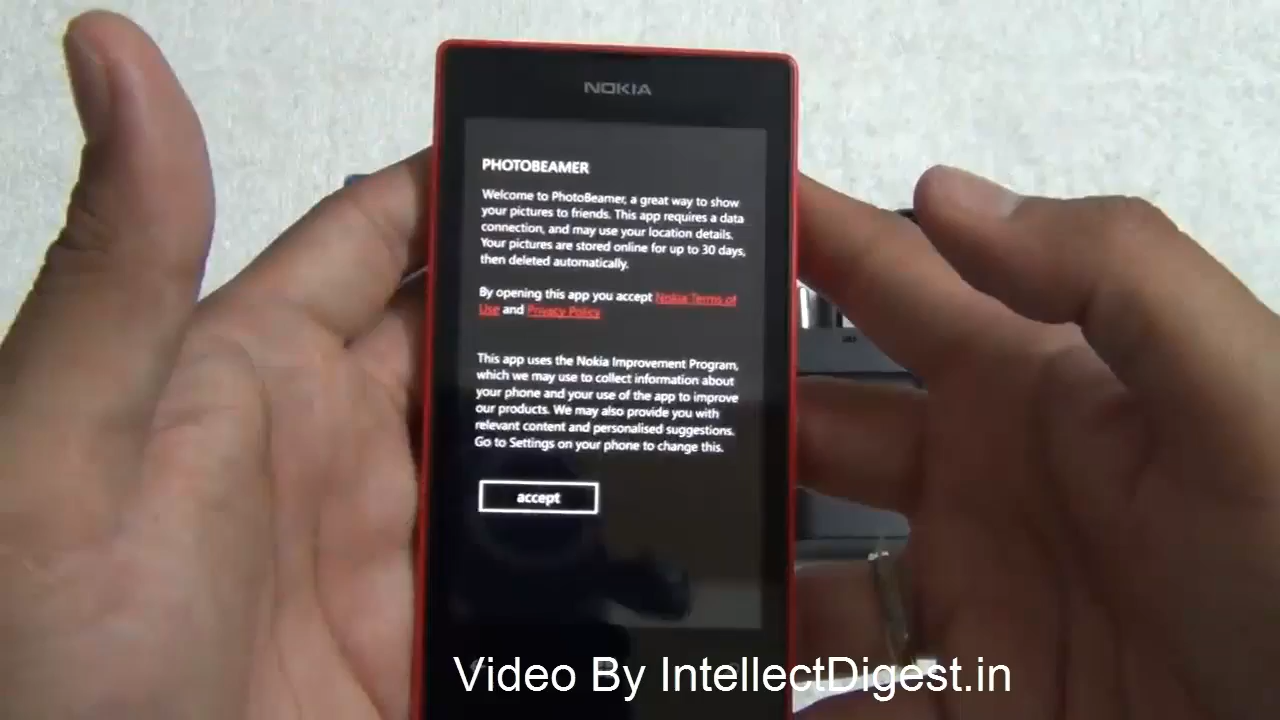 NOKIA
PHOTOBEAMER
Welcome to PhotoBeamer, a great way to show
your pictures to friends. This app requires a data
connection, and may use your location details.
Your pictures are stored online for up to 30 days,
then deleted automatically.
By opening this app you accept Nokia Terms of
Use and Privacy Policy
This app uses the Nokia Improvement Program,
which we may use to collect information about
your phone and your use of the app to improve
our products. We may also provide you with
relevant content and personalised suggestions.
Go to Settings on your phone to change this.
accept
Video By IntellectDigest.in